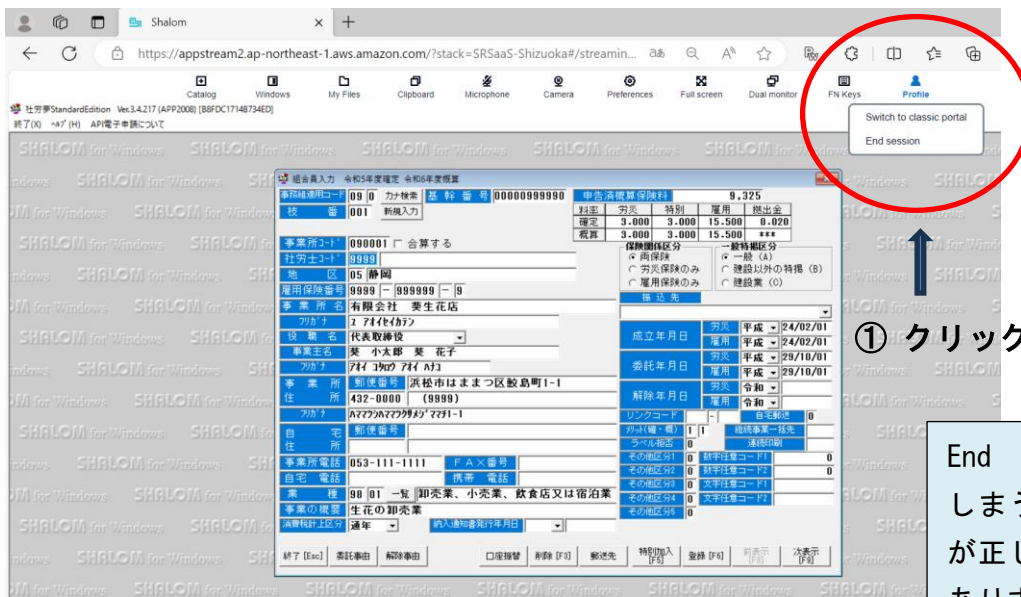 Shalom
https://appstream2.ap-northeast-1.aws.amazon.com/?stack=SRSaaS-Shizuoka#/streamin...
Catalog Windows My Files Clipboard Microphone Camera Preferences Full screen Dual monitor FN Keys Profile
Switch to classic portal
End session
社労夢StandardEdition Ver.3.4.217 (APP2008) [B8FDC17148734ED]
終了(X) ヘルプ(H) API電子申請について
SHALOM for Windows
組合員入力 令和5年度確定 令和6年度概算
事務組適用コード 09 0 カナ検索 基幹番号 00000999990 申告済概算保険料 9,325
枝番 001 新規入力 料率 労災 特別 雇用 拠出金
確定 3.000 3.000 15.500 0.020
概算 3.000 3.000 15.500 ***
事業所コード 090001 合算する 保険関係区分 一般特掲区分
社労士コード 9999 両保険 一般 (A)
地区 05 静岡 労災保険のみ 建設以外の特掲 (B)
雇用保険番号 9999 - 999999 - 9 雇用保険のみ 建設業 (C)
事業所名 有限会社 葵生花店 振込先
フリガナ ユ アオイセイカテン
役職名 代表取締役 成立年月日 労災 平成 24/02/01
事業主名 葵 小太郎 葵 花子 雇用 平成 24/02/01
フリガナ アオイ コタロウ アオイ ハナコ 委託年月日 労災 平成 29/10/01
事業所 郵便番号 浜松市はままつ区鮫島町1-1 雇用 平成 29/10/01
住所 432-0000 (9999) 解除年月日 労災 令和
雇用 令和
フリガナ リンクコード - 自宅郵送 0
自宅 郵便番号 メリット(確・概) 1 1 継続事業一括先
住所 ラベル拒否 0 連続印刷
事業所電話 053-111-1111 FAX番号 その他区分1 0 数字任意コード1 0
自宅電話 携帯電話 その他区分2 0 数字任意コード2 0
業種 98 01 一覧 卸売業、小売業、飲食店又は宿泊業 その他区分3 0 文字任意コード1
事業の概要 生花の卸売業 その他区分4 0 文字任意コード2
消費税計上区分 通年 納入通知書発行年月日 その他区分5 0
終了 [Esc] 委託事由 解除事由 口座振替 削除 [F3] 郵送先 特別加入 [F5] 登録 [F6] 前表示 [F8] 次表示 [F9]
① クリック
End
しまう
が正し